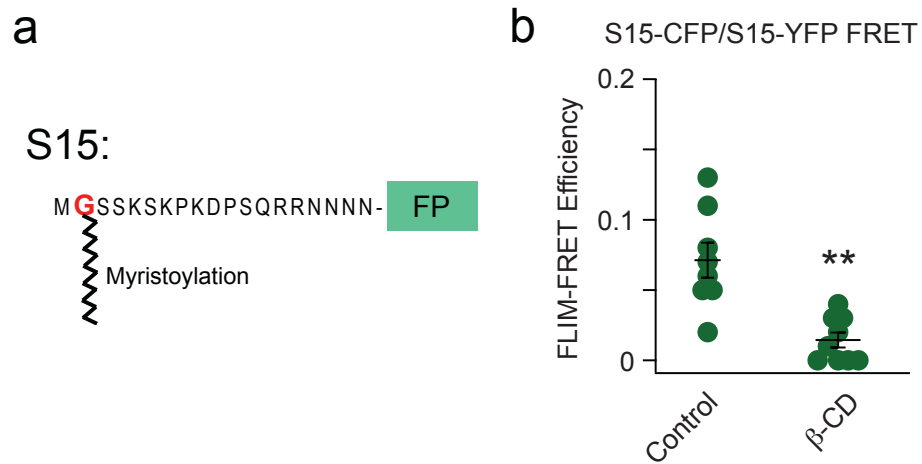 a
S15:
MGSSKSKPKDPSQRRNNNN-
FP
Myristoylation
b
S15-CFP/S15-YFP FRET
FLIM-FRET Efficiency
0.2
0.1
0
**
Control
β-CD